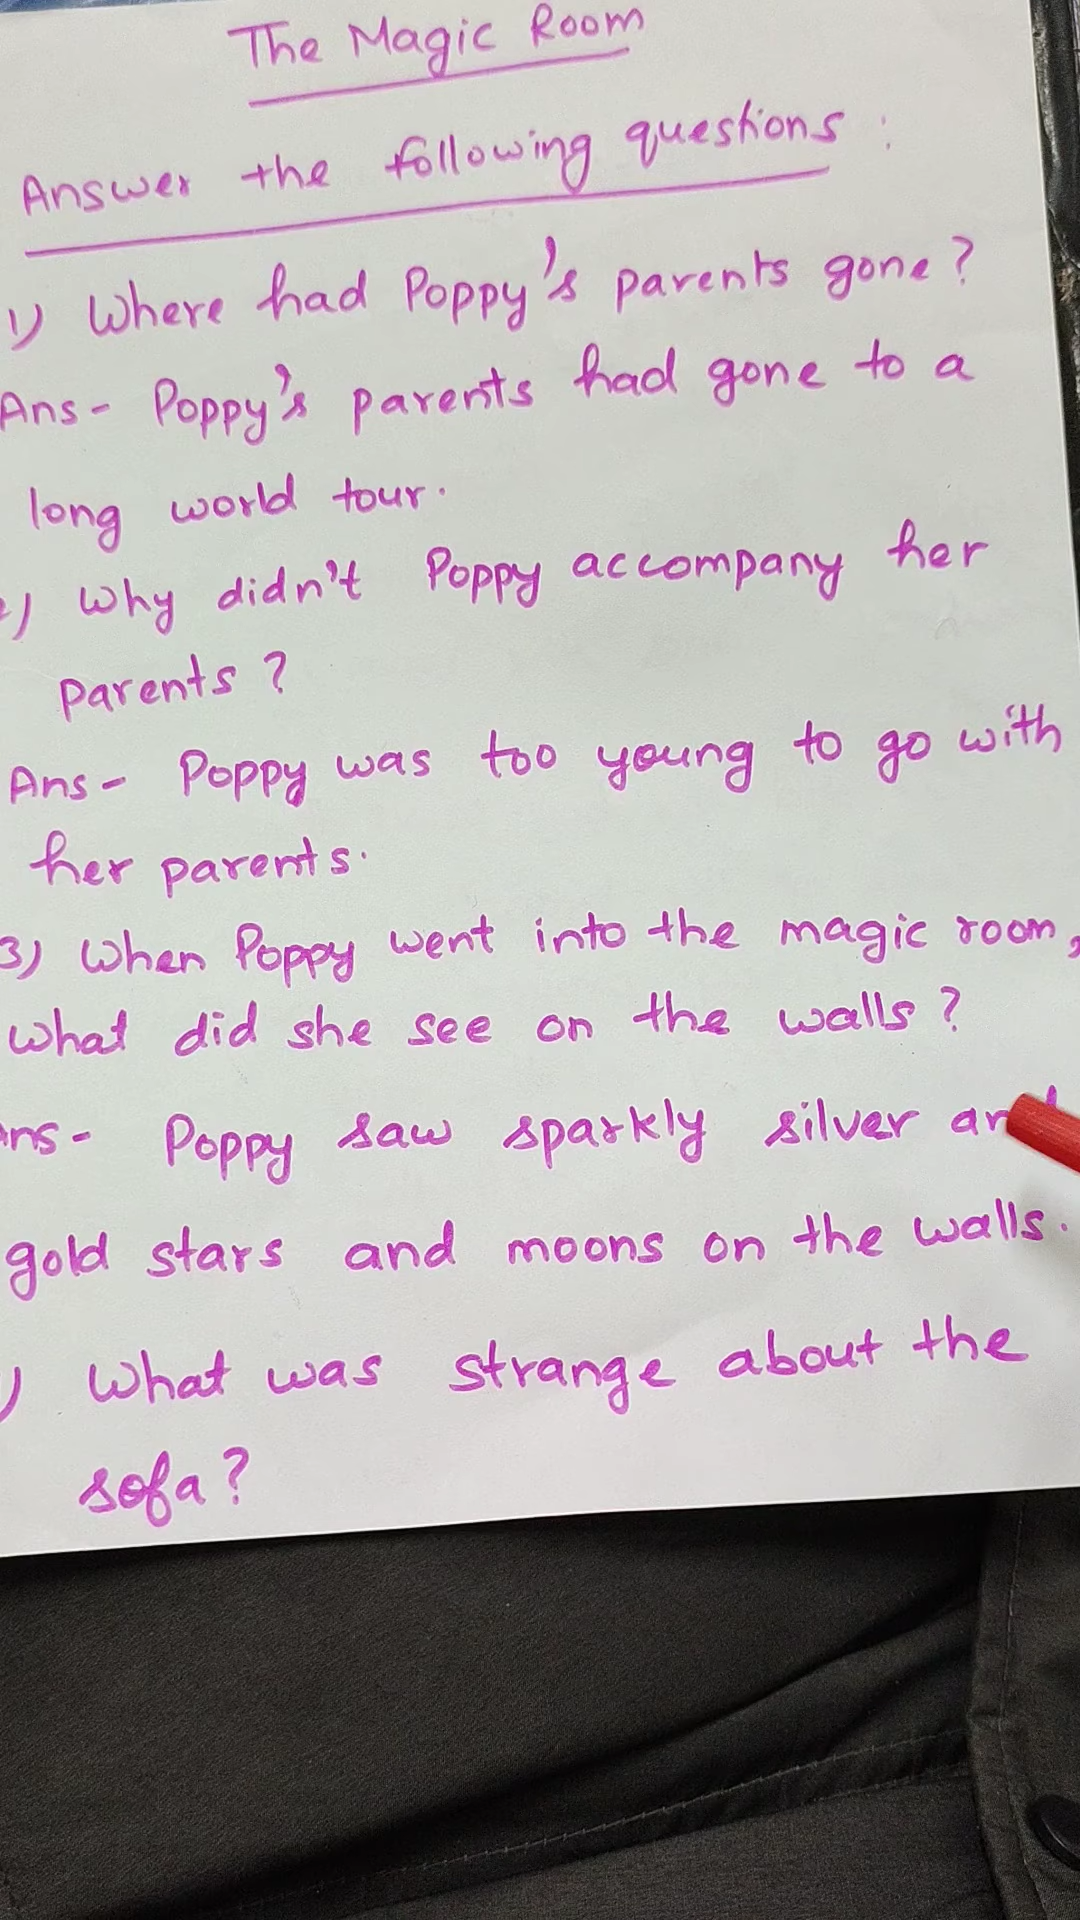 The Magic Room
Answer the following questions :
1) Where had Poppy's parents gone?
Ans- Poppy's parents had gone to a
long world tour.
2) Why didn't Poppy accompany her
parents?
Ans- Poppy was too young to go with
her parents.
3) When Poppy went into the magic room,
what did she see on the walls?
Ans- Poppy saw sparkly silver and
gold stars and moons on the walls.
) What was strange about the
sofa?